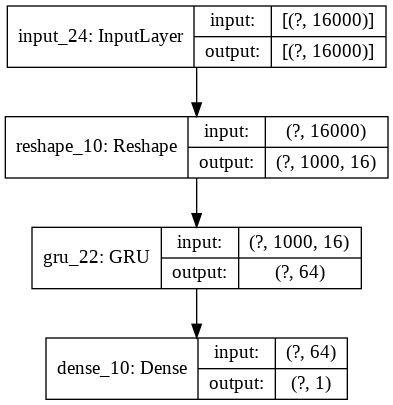 input_24: InputLayer
input: [(?, 16000)]
output: [(?, 16000)]
reshape_10: Reshape
input: (?, 16000)
output: (?, 1000, 16)
gru_22: GRU
input: (?, 1000, 16)
output: (?, 64)
dense_10: Dense
input: (?, 64)
output: (?, 1)